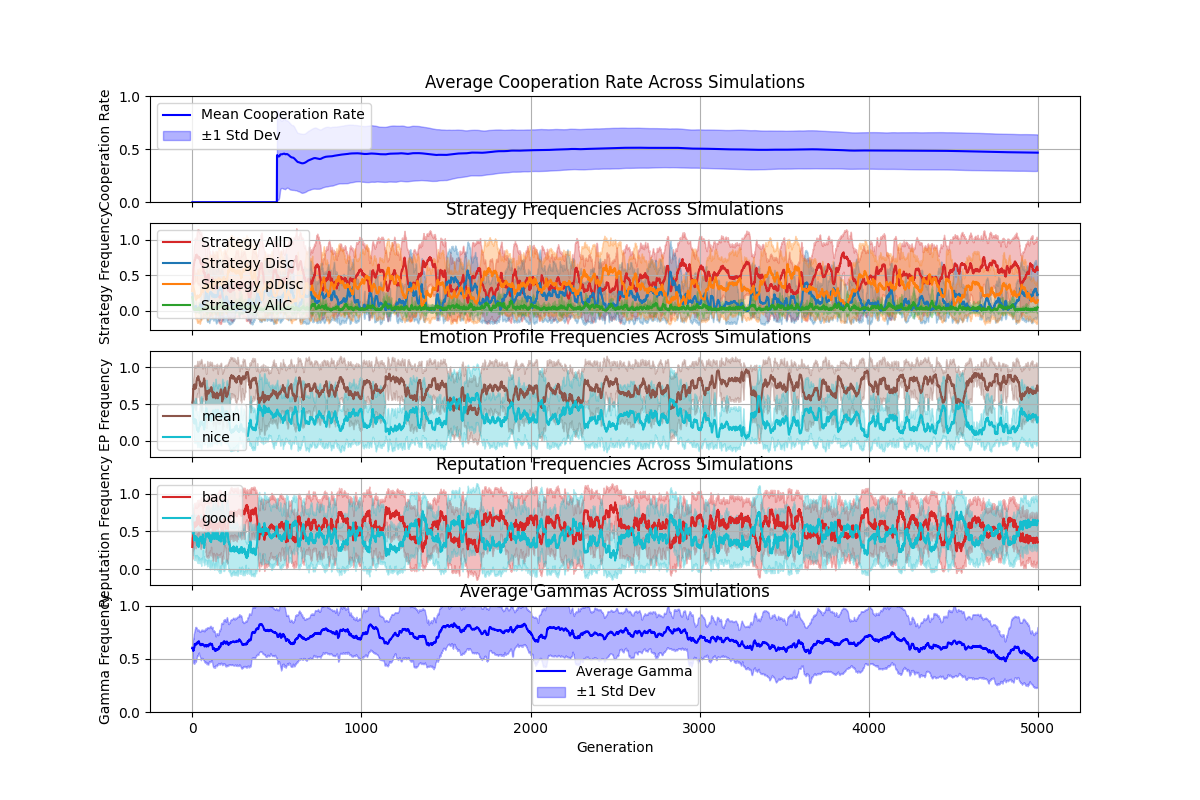 Average Cooperation Rate Across Simulations
Cooperation Rate
1.0
0.5
0.0
Mean Cooperation Rate
±1 Std Dev
Strategy Frequencies Across Simulations
Strategy Frequency
1.0
0.5
0.0
Strategy AllD
Strategy Disc
Strategy pDisc
Strategy AllC
Emotion Profile Frequencies Across Simulations
EP Frequency
1.0
0.5
0.0
mean
nice
Reputation Frequencies Across Simulations
Reputation Frequency
1.0
0.5
0.0
bad
good
Average Gammas Across Simulations
Gamma Frequency
1.0
0.5
0.0
Average Gamma
±1 Std Dev
0 1000 2000 3000 4000 5000
Generation